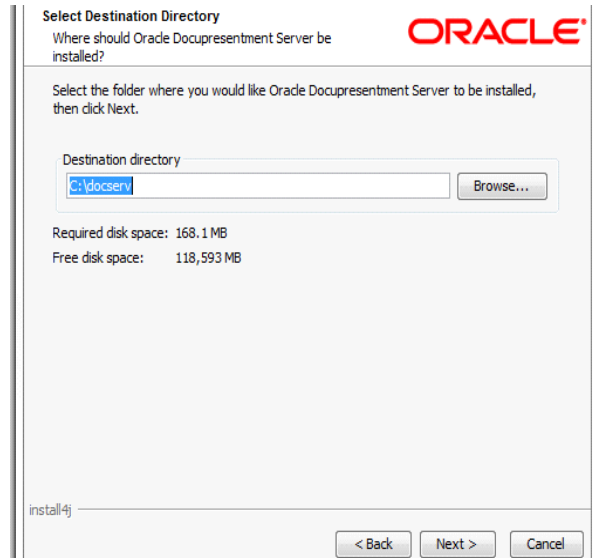 Select Destination Directory
Where should Oracle Docupresentment Server be
installed?
ORACLE®
Select the folder where you would like Oracle Docupresentment Server to be installed,
then click Next.
Destination directory
C:\docserv
Browse...
Required disk space: 168.1 MB
Free disk space: 118,593 MB
install4j
< Back
Next >
Cancel